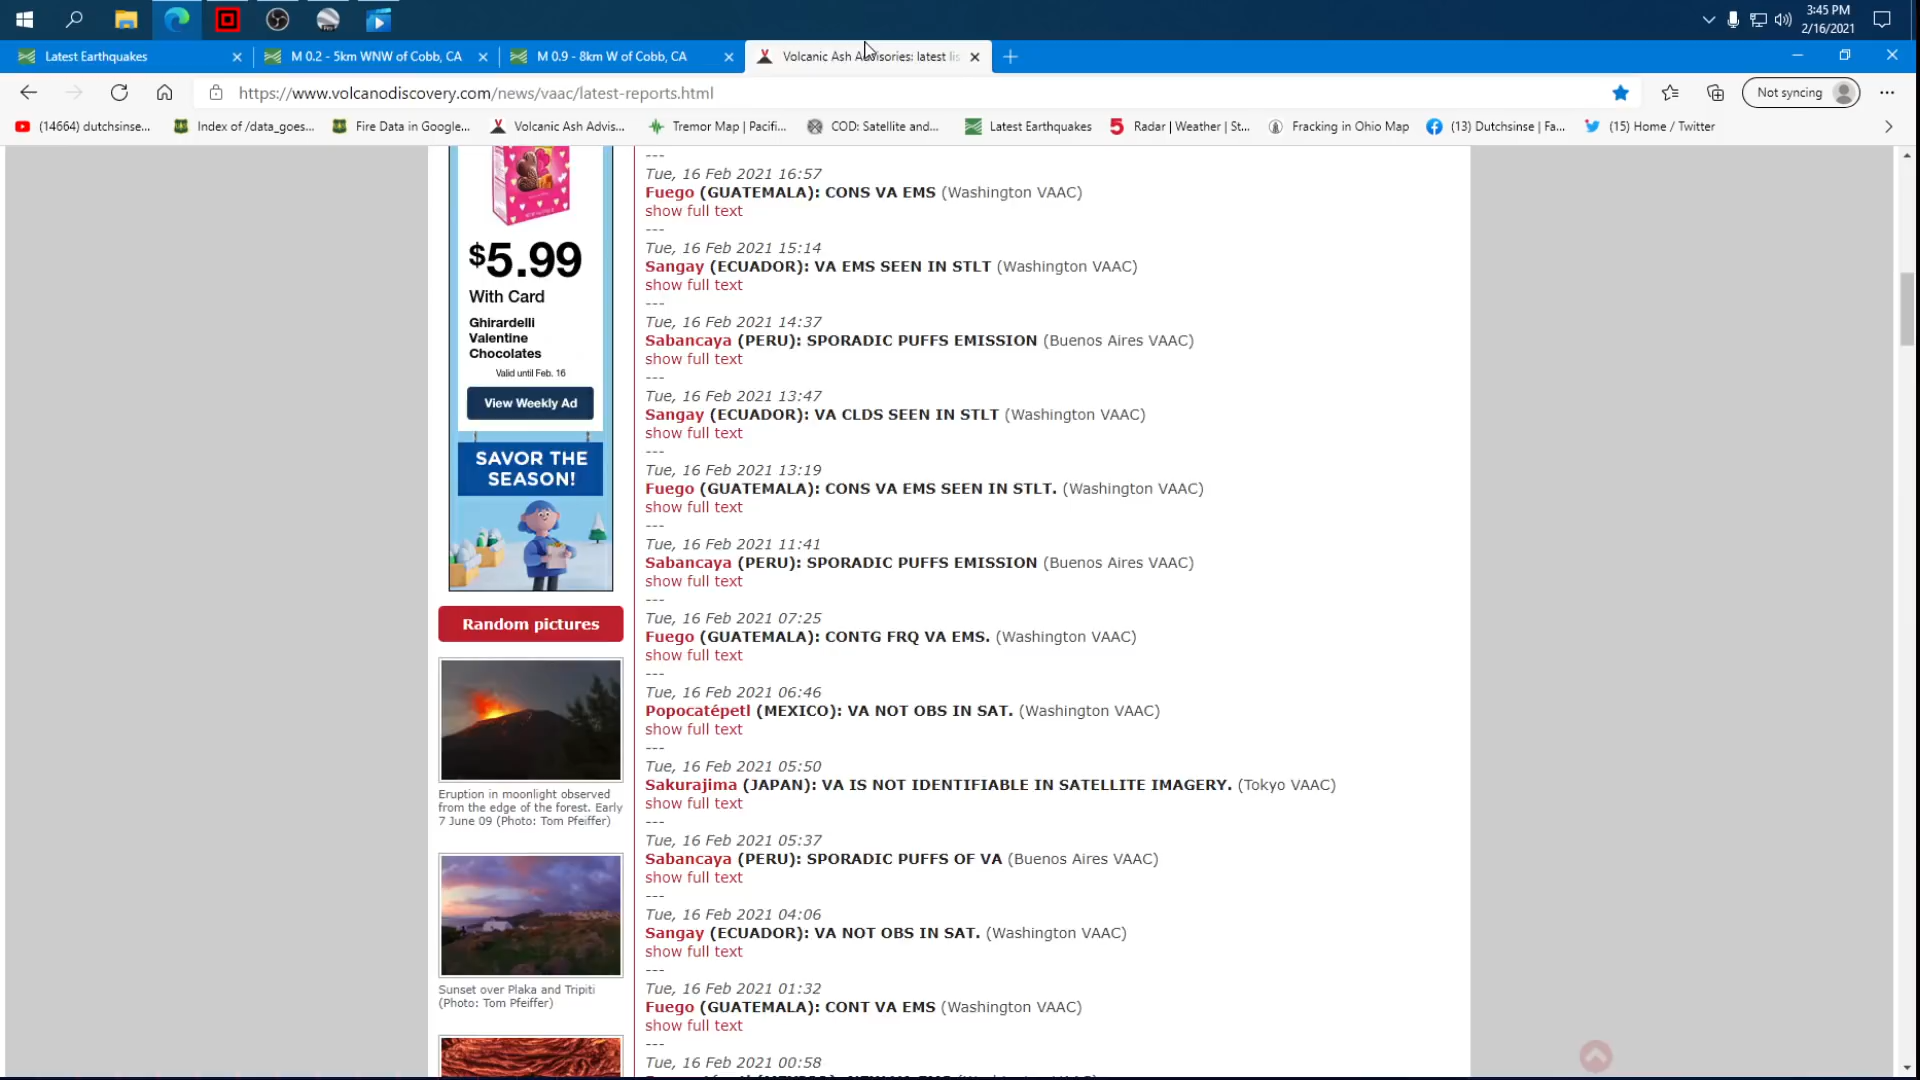 3:45 PM
2/16/2021
Latest Earthquakes
M 0.2 - 5km WNW of Cobb, CA
M 0.9 - 8km W of Cobb, CA
Volcanic Ash Advisories: latest lis
https://www.volcanodiscovery.com/news/vaac/latest-reports.html
Not syncing
(14664) dutchsinse...
Index of /data_goes...
Fire Data in Google...
Volcanic Ash Advis...
Tremor Map | Pacifi...
COD: Satellite and...
Latest Earthquakes
5
Radar | Weather | St...
Fracking in Ohio Map
(13) Dutchsinse | Fa...
(15) Home / Twitter
$5.99
With Card
Ghirardelli
Valentine
Chocolates
Valid until Feb. 16
View Weekly Ad
SAVOR THE
SEASON!
Random pictures
Eruption in moonlight observed
from the edge of the forest. Early
7 June 09 (Photo: Tom Pfeiffer)
Sunset over Plaka and Tripiti
(Photo: Tom Pfeiffer)
---
Tue, 16 Feb 2021 16:57
Fuego (GUATEMALA): CONS VA EMS (Washington VAAC)
show full text
---
Tue, 16 Feb 2021 15:14
Sangay (ECUADOR): VA EMS SEEN IN STLT (Washington VAAC)
show full text
---
Tue, 16 Feb 2021 14:37
Sabancaya (PERU): SPORADIC PUFFS EMISSION (Buenos Aires VAAC)
show full text
---
Tue, 16 Feb 2021 13:47
Sangay (ECUADOR): VA CLDS SEEN IN STLT (Washington VAAC)
show full text
---
Tue, 16 Feb 2021 13:19
Fuego (GUATEMALA): CONS VA EMS SEEN IN STLT. (Washington VAAC)
show full text
---
Tue, 16 Feb 2021 11:41
Sabancaya (PERU): SPORADIC PUFFS EMISSION (Buenos Aires VAAC)
show full text
---
Tue, 16 Feb 2021 07:25
Fuego (GUATEMALA): CONTG FRQ VA EMS. (Washington VAAC)
show full text
---
Tue, 16 Feb 2021 06:46
Popocatépetl (MEXICO): VA NOT OBS IN SAT. (Washington VAAC)
show full text
---
Tue, 16 Feb 2021 05:50
Sakurajima (JAPAN): VA IS NOT IDENTIFIABLE IN SATELLITE IMAGERY. (Tokyo VAAC)
show full text
---
Tue, 16 Feb 2021 05:37
Sabancaya (PERU): SPORADIC PUFFS OF VA (Buenos Aires VAAC)
show full text
---
Tue, 16 Feb 2021 04:06
Sangay (ECUADOR): VA NOT OBS IN SAT. (Washington VAAC)
show full text
---
Tue, 16 Feb 2021 01:32
Fuego (GUATEMALA): CONT VA EMS (Washington VAAC)
show full text
---
Tue, 16 Feb 2021 00:58